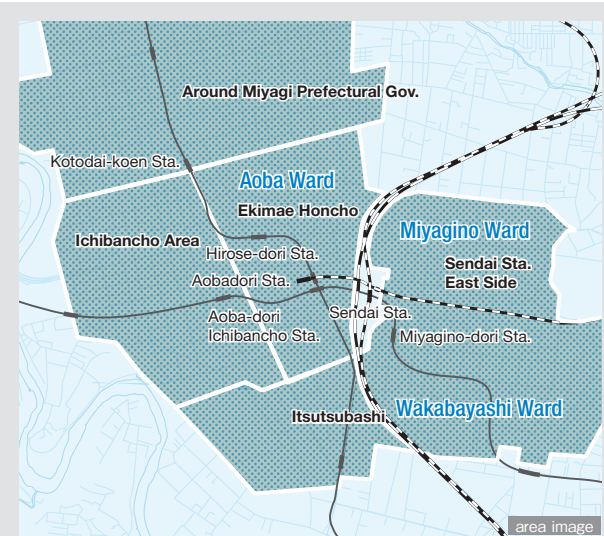 Around Miyagi Prefectural Gov.
Kotodai-koen Sta.
Aoba Ward
Ekimae Honcho
Ichibancho Area
Miyagino Ward
Hirose-dori Sta.
Sendai Sta.
East Side
Aobadori Sta.
Aoba-dori
Ichibancho Sta.
Sendai Sta.
Miyagino-dori Sta.
Itsutsubashi
Wakabayashi Ward
area image